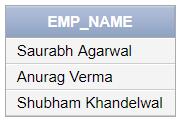 EMP_NAME
Saurabh Agarwal
Anurag Verma
Shubham Khandelwal